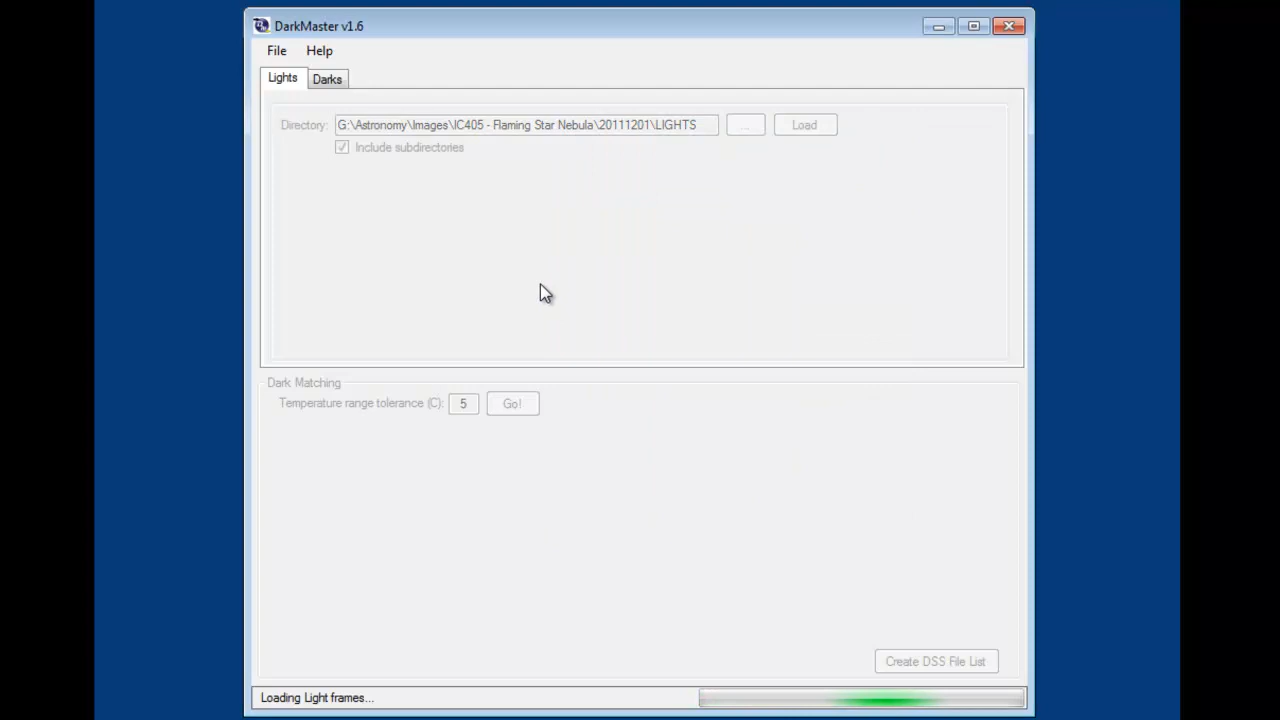 DarkMaster v1.6
File Help
Lights Darks
Directory: G:\Astronomy\Images\IC405 - Flaming Star Nebula\20111201\LIGHTS ... Load
Include subdirectories
Dark Matching
Temperature range tolerance (C): 5 Go!
Create DSS File List
Loading Light frames...